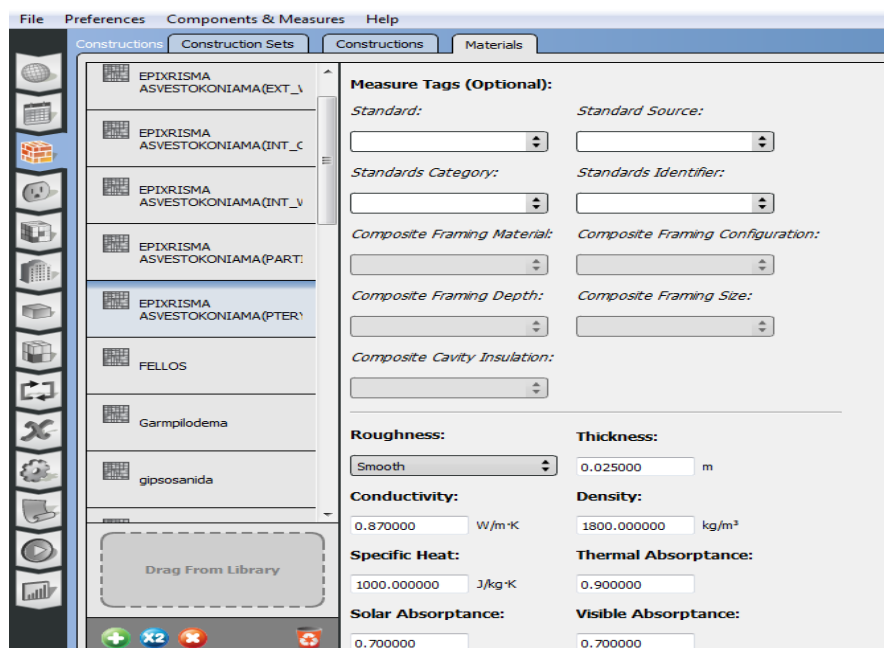 File Preferences Components & Measures Help
Constructions Construction Sets Constructions Materials
EPIXRISMA
ASVESTOKONIAMA(EXT_V
EPIXRISMA
ASVESTOKONIAMA(INT_C
EPIXRISMA
ASVESTOKONIAMA(INT_V
EPIXRISMA
ASVESTOKONIAMA(PARTI
EPIXRISMA
ASVESTOKONIAMA(PTERY
FELLOS
Garmpilodema
gipsosanida
Drag From Library
X2
Measure Tags (Optional):
Standard: Standard Source:
Standards Category: Standards Identifier:
Composite Framing Material: Composite Framing Configuration:
Composite Framing Depth: Composite Framing Size:
Composite Cavity Insulation:
Roughness: Thickness:
Smooth 0.025000 m
Conductivity: Density:
0.870000 W/m·K 1800.000000 kg/m³
Specific Heat: Thermal Absorptance:
1000.000000 J/kg·K 0.900000
Solar Absorptance: Visible Absorptance:
0.700000 0.700000